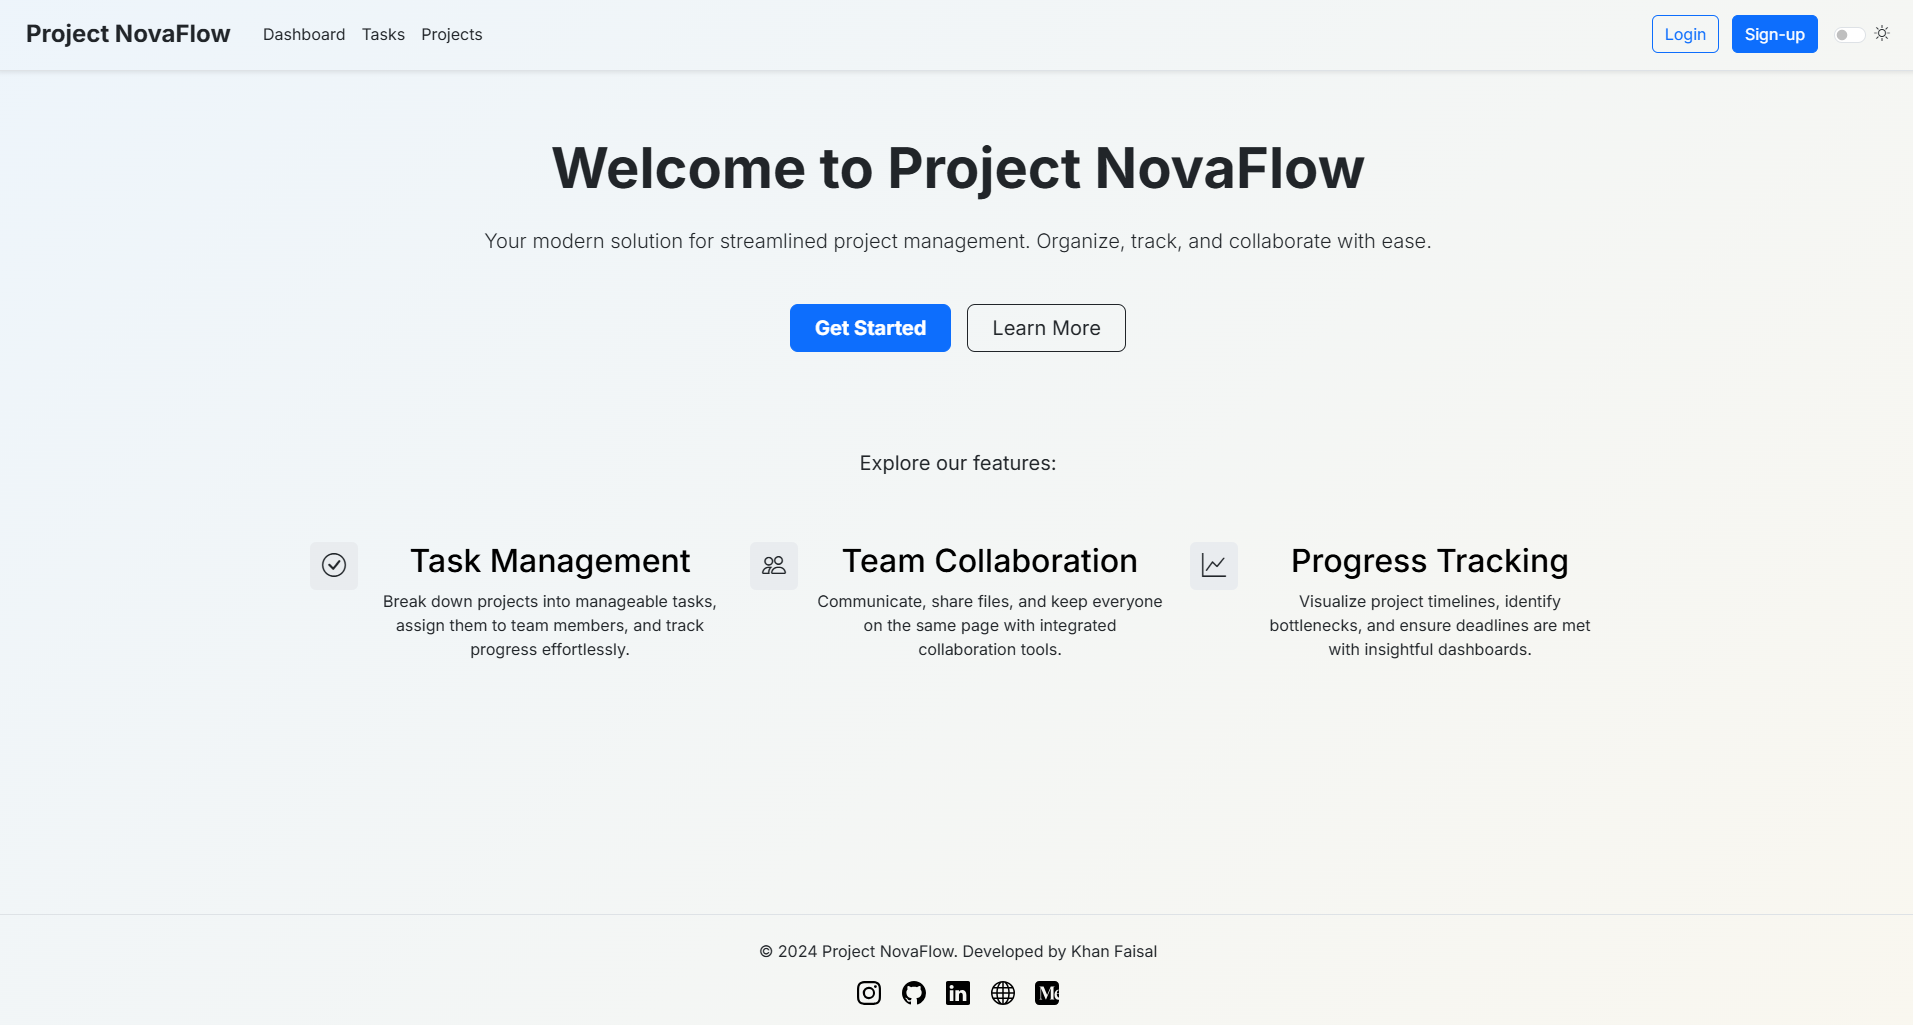 Project NovaFlow
Dashboard
Tasks
Projects
Login
Sign-up
Welcome to Project NovaFlow
Your modern solution for streamlined project management. Organize, track, and collaborate with ease.
Get Started
Learn More
Explore our features:
Task Management
Break down projects into manageable tasks,
assign them to team members, and track
progress effortlessly.
Team Collaboration
Communicate, share files, and keep everyone
on the same page with integrated
collaboration tools.
Progress Tracking
Visualize project timelines, identify
bottlenecks, and ensure deadlines are met
with insightful dashboards.
© 2024 Project NovaFlow. Developed by Khan Faisal
in
Me